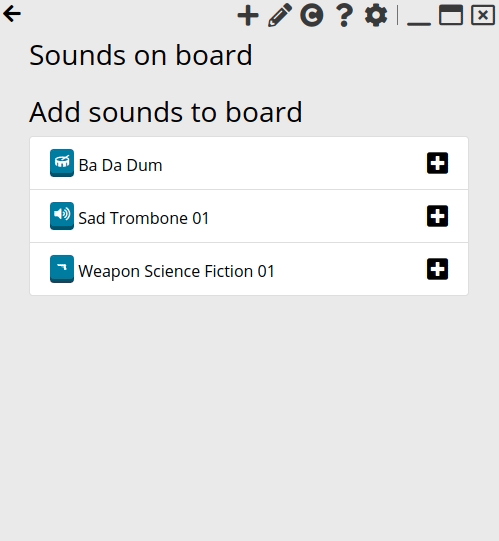 Sounds on board
Add sounds to board
Ba Da Dum
Sad Trombone 01
Weapon Science Fiction 01